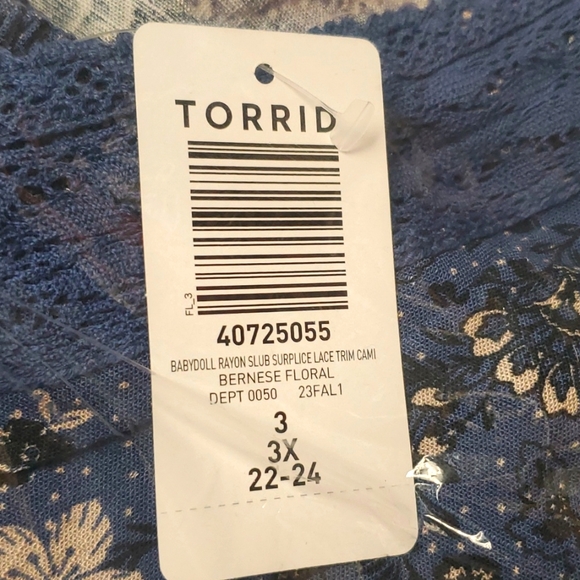 TORRID
FL_3
40725055
BABYDOLL RAYON SLUB SURPLICE LACE TRIM CAMI
BERNESE FLORAL
DEPT 0050 23FAL1
3
3X
22-24